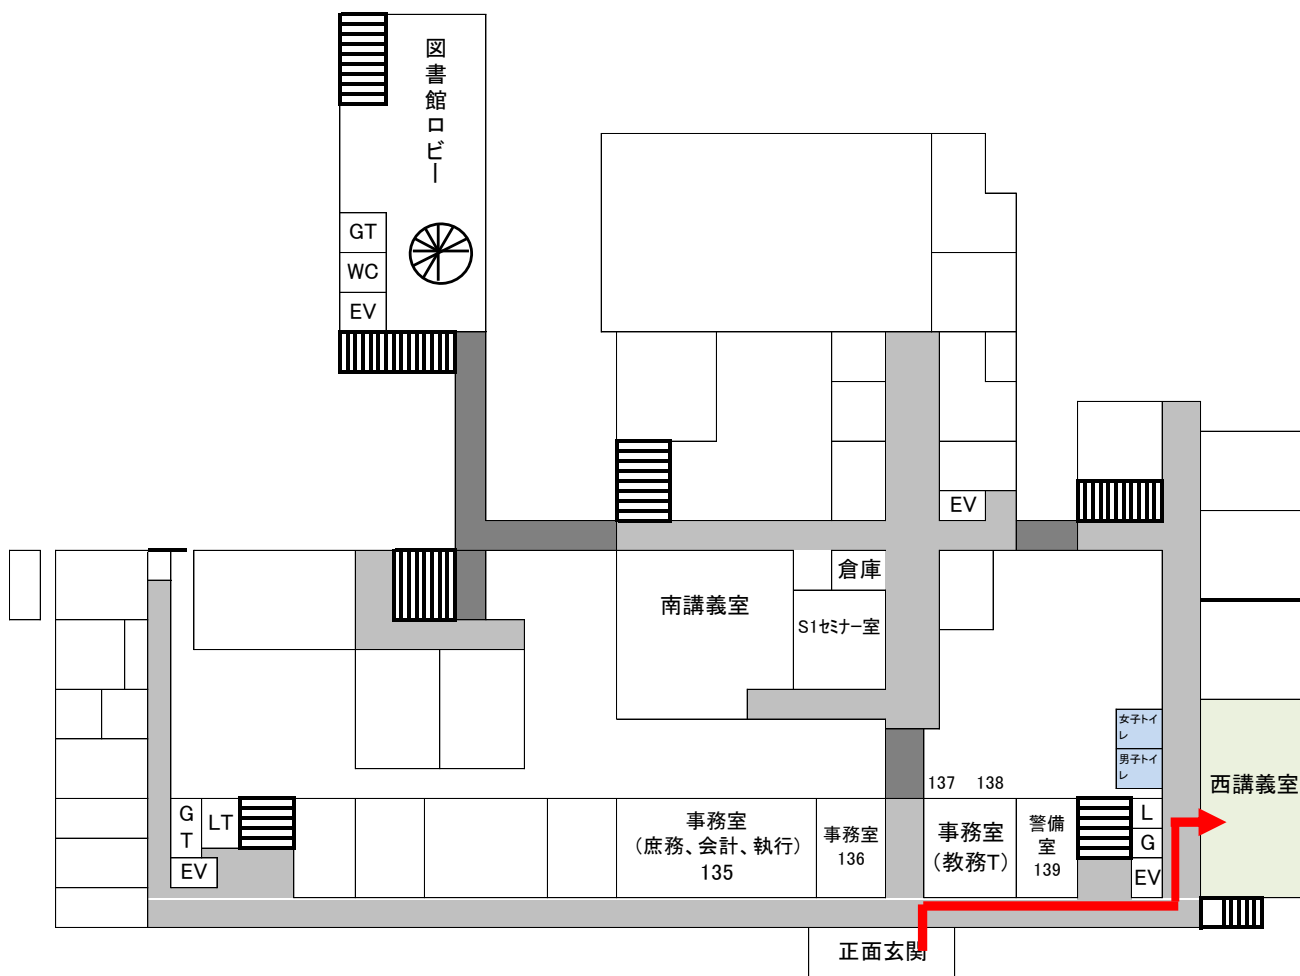 図書館ロビー
GT
WC
EV
EV
倉庫
南講義室
S1セミナー室
女子トイ
レ
男子トイ
レ
西講義室
137 138
G
T
LT
EV
事務室
(庶務、会計、執行)
135
事務室
136
事務室
(教務T)
警備
室
139
L
G
EV
正面玄関